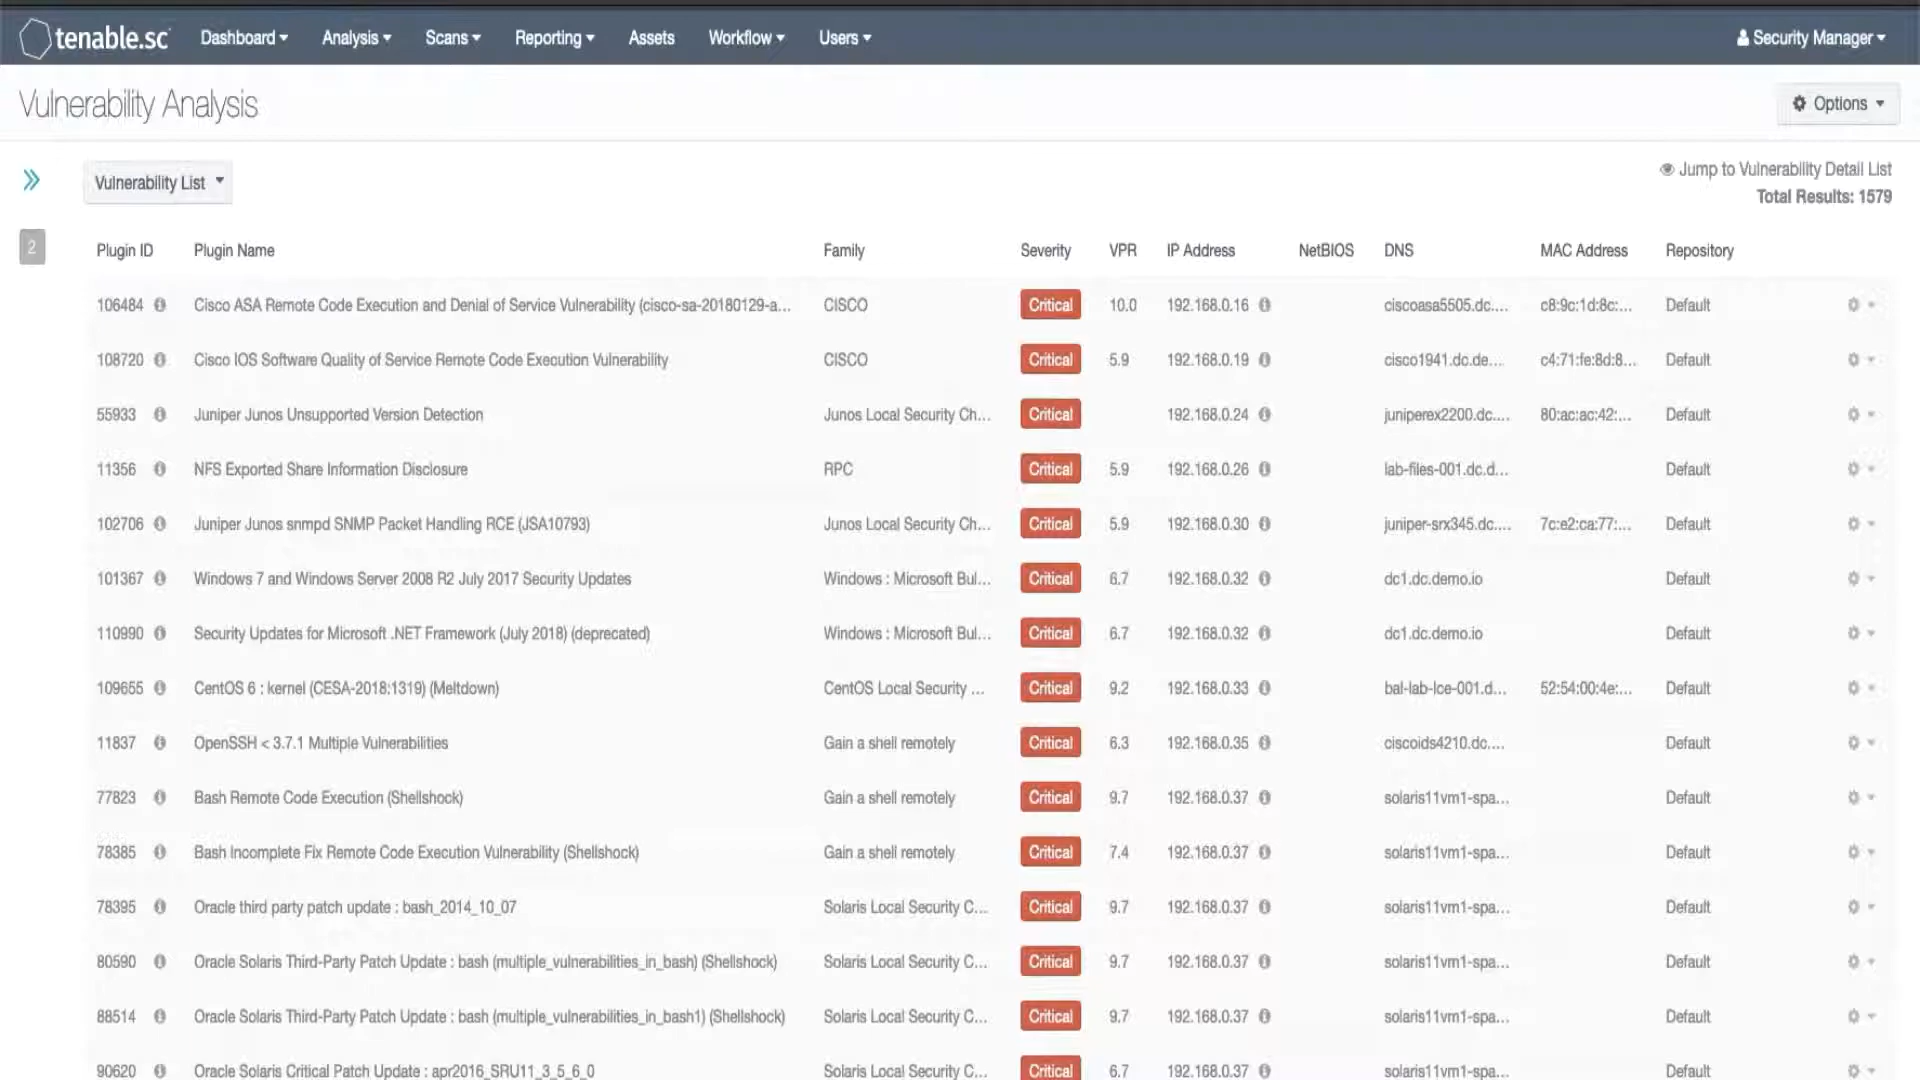 tenable.sc Dashboard Analysis Scans Reporting Assets Workflow Users Security Manager
Vulnerability Analysis Options
Vulnerability List Jump to Vulnerability Detail List
Total Results: 1579
2 Plugin ID Plugin Name Family Severity VPR IP Address NetBIOS DNS MAC Address Repository
106484 Cisco ASA Remote Code Execution and Denial of Service Vulnerability (cisco-sa-20180129-a... CISCO Critical 10.0 192.168.0.16 ciscoasa5505.dc.... c8:9c:1d:8c:... Default
108720 Cisco IOS Software Quality of Service Remote Code Execution Vulnerability CISCO Critical 5.9 192.168.0.19 cisco1941.dc.de... c4:71:fe:8d:8... Default
55933 Juniper Junos Unsupported Version Detection Junos Local Security Ch... Critical 192.168.0.24 juniperex2200.dc.... 80:ac:ac:42:... Default
11356 NFS Exported Share Information Disclosure RPC Critical 5.9 192.168.0.26 lab-files-001.dc.d... Default
102706 Juniper Junos snmpd SNMP Packet Handling RCE (JSA10793) Junos Local Security Ch... Critical 5.9 192.168.0.30 juniper-srx345.dc.... 7c:e2:ca:77:... Default
101367 Windows 7 and Windows Server 2008 R2 July 2017 Security Updates Windows : Microsoft Bul... Critical 6.7 192.168.0.32 dc1.dc.demo.io Default
110990 Security Updates for Microsoft .NET Framework (July 2018) (deprecated) Windows : Microsoft Bul... Critical 6.7 192.168.0.32 dc1.dc.demo.io Default
109655 CentOS 6 : kernel (CESA-2018:1319) (Meltdown) CentOS Local Security ... Critical 9.2 192.168.0.33 bal-lab-lce-001.d... 52:54:00:4e:... Default
11837 OpenSSH < 3.7.1 Multiple Vulnerabilities Gain a shell remotely Critical 6.3 192.168.0.35 ciscoids4210.dc.... Default
77823 Bash Remote Code Execution (Shellshock) Gain a shell remotely Critical 9.7 192.168.0.37 solaris11vm1-spa... Default
78385 Bash Incomplete Fix Remote Code Execution Vulnerability (Shellshock) Gain a shell remotely Critical 7.4 192.168.0.37 solaris11vm1-spa... Default
78395 Oracle third party patch update : bash_2014_10_07 Solaris Local Security C... Critical 9.7 192.168.0.37 solaris11vm1-spa... Default
80590 Oracle Solaris Third-Party Patch Update : bash (multiple_vulnerabilities_in_bash) (Shellshock) Solaris Local Security C... Critical 9.7 192.168.0.37 solaris11vm1-spa... Default
88514 Oracle Solaris Third-Party Patch Update : bash (multiple_vulnerabilities_in_bash1) (Shellshock) Solaris Local Security C... Critical 9.7 192.168.0.37 solaris11vm1-spa... Default
90620 Oracle Solaris Critical Patch Update : apr2016_SRU11_3_5_6_0 Solaris Local Security C... Critical 6.7 192.168.0.37 solaris11vm1-spa... Default